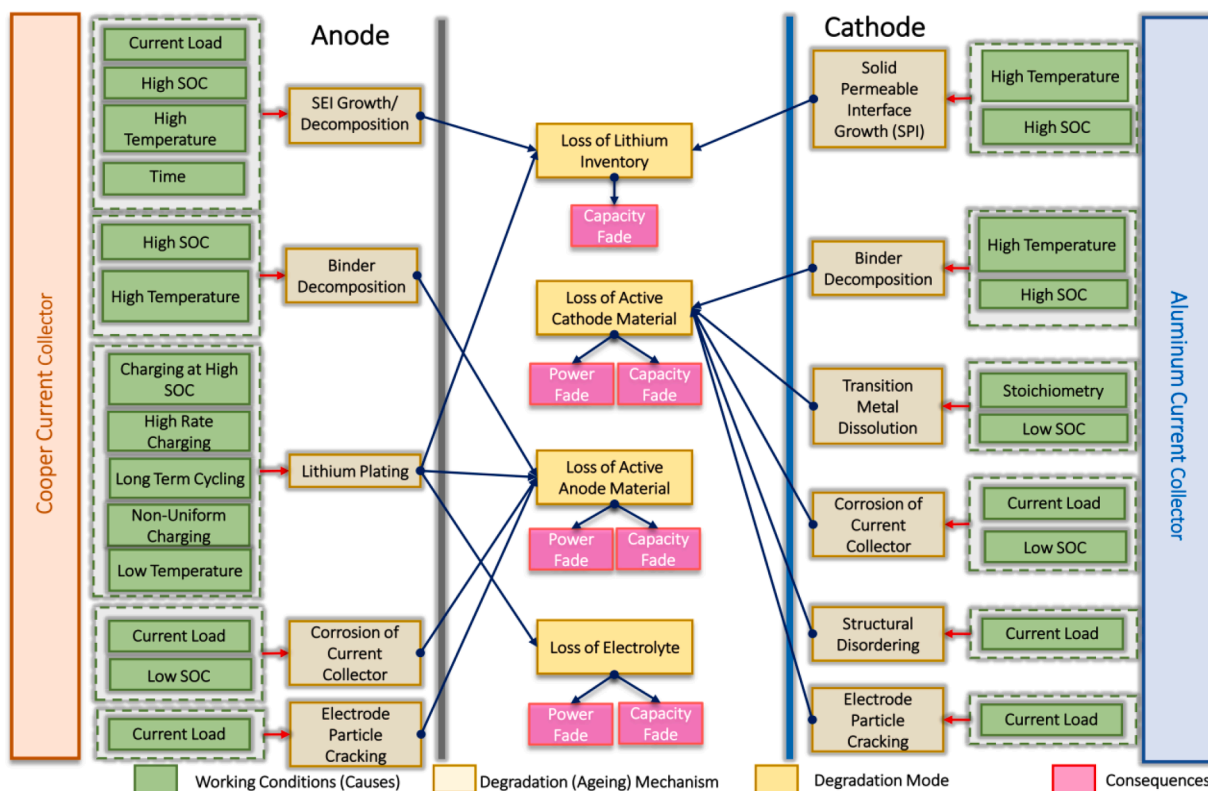 Cooper Current Collector
Anode
Current Load
High SOC
High
Temperature
Time
SEI Growth/
Decomposition
High SOC
High Temperature
Binder
Decomposition
Charging at High
SOC
High Rate
Charging
Long Term Cycling
Non-Uniform
Charging
Low Temperature
Lithium Plating
Current Load
Low SOC
Corrosion of
Current
Collector
Current Load
Electrode
Particle
Cracking
Loss of Lithium
Inventory
Capacity
Fade
Loss of Active
Cathode Material
Power
Fade
Capacity
Fade
Loss of Active
Anode Material
Power
Fade
Capacity
Fade
Loss of Electrolyte
Power
Fade
Capacity
Fade
Cathode
Solid
Permeable
Interface
Growth (SPI)
High Temperature
High SOC
Binder
Decomposition
High Temperature
High SOC
Transition
Metal
Dissolution
Stoichiometry
Low SOC
Corrosion of
Current
Collector
Current Load
Low SOC
Structural
Disordering
Current Load
Electrode
Particle
Cracking
Current Load
Aluminum Current Collector
Working Conditions (Causes)
Degradation (Ageing) Mechanism
Degradation Mode
Consequences